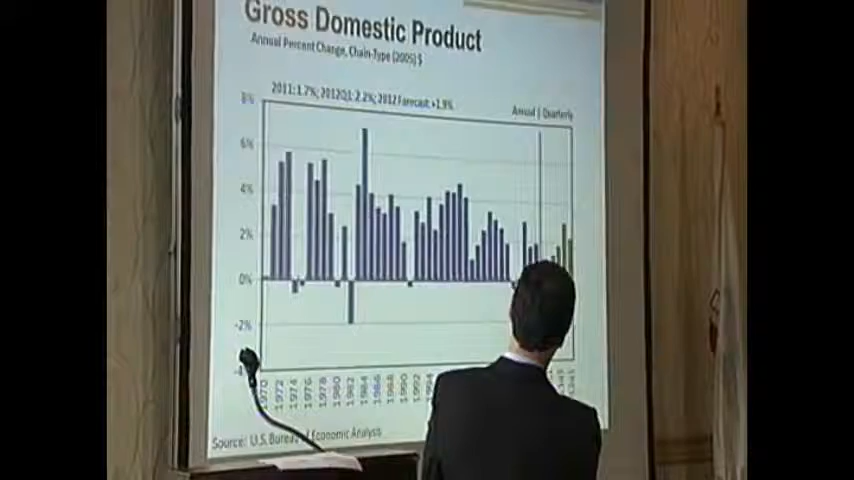 Gross Domestic Product
Annual Percent Change, Chain-Type (2005) $
2011: 1.7%; 2012Q1: 2.2%; 2012 Forecast: +1.9%
Annual | Quarterly
8%
6%
4%
2%
0%
-2%
-4
1970 1972 1974 1976 1978 1980 1982 1984 1986 1988 1990 1992 1994
Source: U.S. Bureau of Economic Analysis